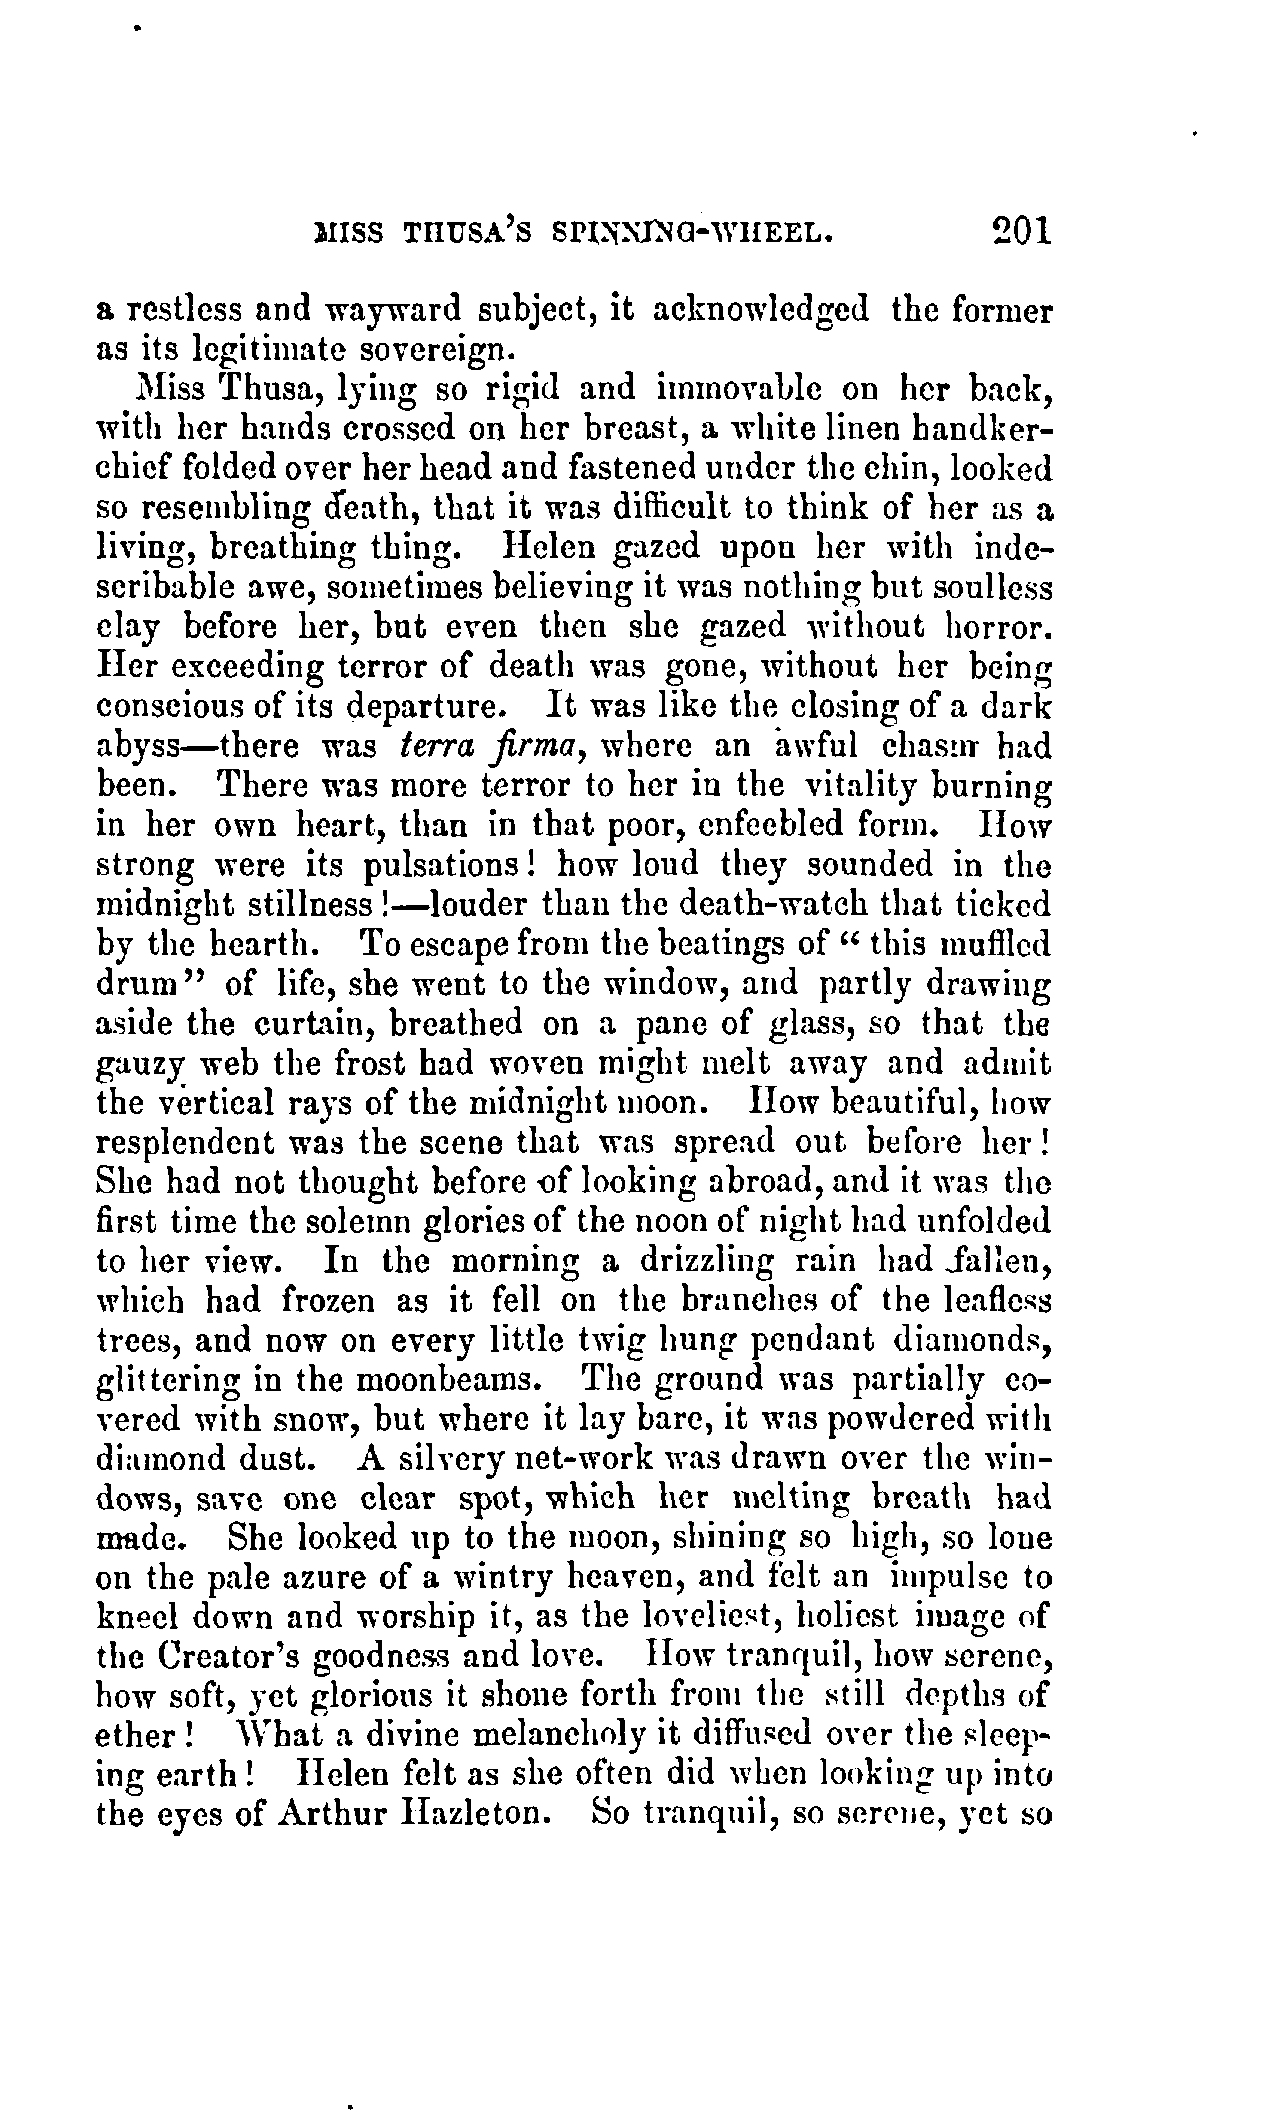 MISS THUSA'S SPINNING-WHEEL. 201
a restless and wayward subject, it acknowledged the former
as its legitimate sovereign.
Miss Thusa, lying so rigid and immovable on her back,
with her hands crossed on her breast, a white linen handker-
chief folded over her head and fastened under the chin, looked
so resembling death, that it was difficult to think of her as a
living, breathing thing. Helen gazed upon her with inde-
scribable awe, sometimes believing it was nothing but soulless
clay before her, but even then she gazed without horror.
Her exceeding terror of death was gone, without her being
conscious of its departure. It was like the closing of a dark
abyss—there was terra firma, where an awful chasm had
been. There was more terror to her in the vitality burning
in her own heart, than in that poor, enfeebled form. How
strong were its pulsations! how loud they sounded in the
midnight stillness!—louder than the death-watch that ticked
by the hearth. To escape from the beatings of "this muffled
drum" of life, she went to the window, and partly drawing
aside the curtain, breathed on a pane of glass, so that the
gauzy web the frost had woven might melt away and admit
the vertical rays of the midnight moon. How beautiful, how
resplendent was the scene that was spread out before her!
She had not thought before of looking abroad, and it was the
first time the solemn glories of the noon of night had unfolded
to her view. In the morning a drizzling rain had fallen,
which had frozen as it fell on the branches of the leafless
trees, and now on every little twig hung pendant diamonds,
glittering in the moonbeams. The ground was partially co-
vered with snow, but where it lay bare, it was powdered with
diamond dust. A silvery net-work was drawn over the win-
dows, save one clear spot, which her melting breath had
made. She looked up to the moon, shining so high, so lone
on the pale azure of a wintry heaven, and felt an impulse to
kneel down and worship it, as the loveliest, holiest image of
the Creator's goodness and love. How tranquil, how serene,
how soft, yet glorious it shone forth from the still depths of
ether! What a divine melancholy it diffused over the sleep-
ing earth! Helen felt as she often did when looking up into
the eyes of Arthur Hazleton. So tranquil, so serene, yet so